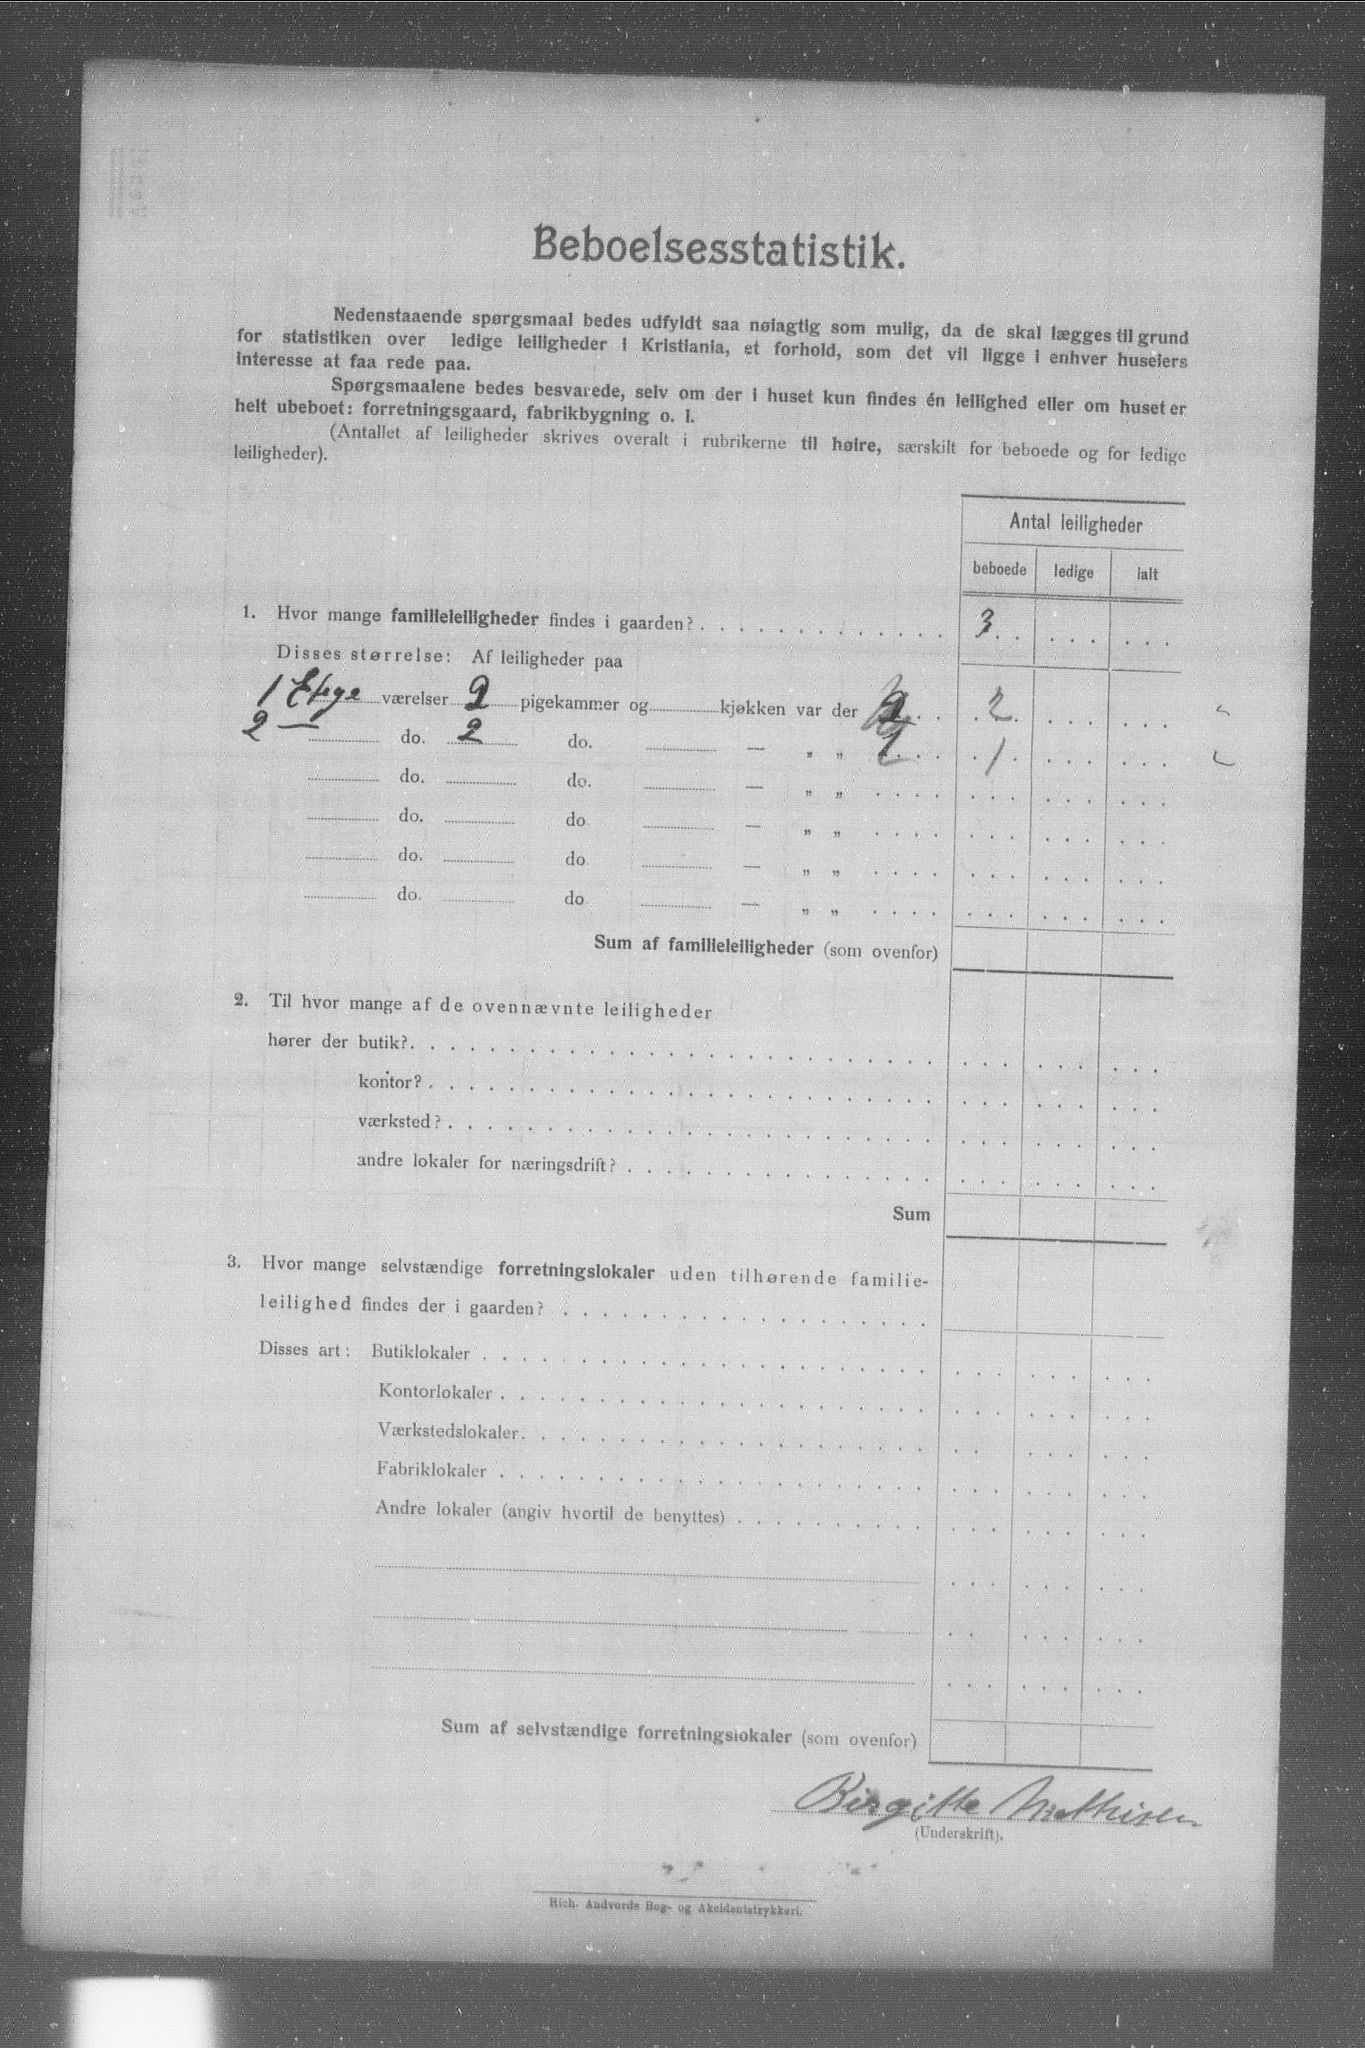 Beboelsesstatistik.
Nedenstaaende spørgsmaal bedes udfyldt saa nøiagtig som mulig, da de skal lægges til grund
for statistiken over ledige leiligheder i Kristiania, et forhold, som det vil ligge i enhver huseiers
interesse at faa rede paa.
Spørgsmaalene bedes besvarede, selv om der i huset kun findes én leilighed eller om huset er
helt ubeboet: forretningsgaard, fabrikbygning o. l.
(Antallet af leiligheder skrives overalt i rubrikerne til høire, særskilt for beboede og for ledige
leiligheder).
Antal leiligheder
beboede ledige ialt
1. Hvor mange familieleiligheder findes i gaarden? 3
Disses størrelse: Af leiligheder paa
1 Etage værelser 2 pigekammer og kjøkken var der 2 2
2 — do. 2 do. — „ „ 1 1
do. do. — „ „
do. do — „ „
do. do — „ „
do. do — „ „
Sum af familieleiligheder (som ovenfor)
2. Til hvor mange af de ovennævnte leiligheder
hører der butik?
kontor?
værksted?
andre lokaler for næringsdrift?
Sum
3. Hvor mange selvstændige forretningslokaler uden tilhørende familie-
leilighed findes der i gaarden?
Disses art: Butiklokaler
Kontorlokaler
Værkstedslokaler
Fabriklokaler
Andre lokaler (angiv hvortil de benyttes)
Sum af selvstændige forretningslokaler (som ovenfor)
Birgitte Mathisen
(Underskrift).
Rich. Andvords Bog- og Akcidentstrykkeri.